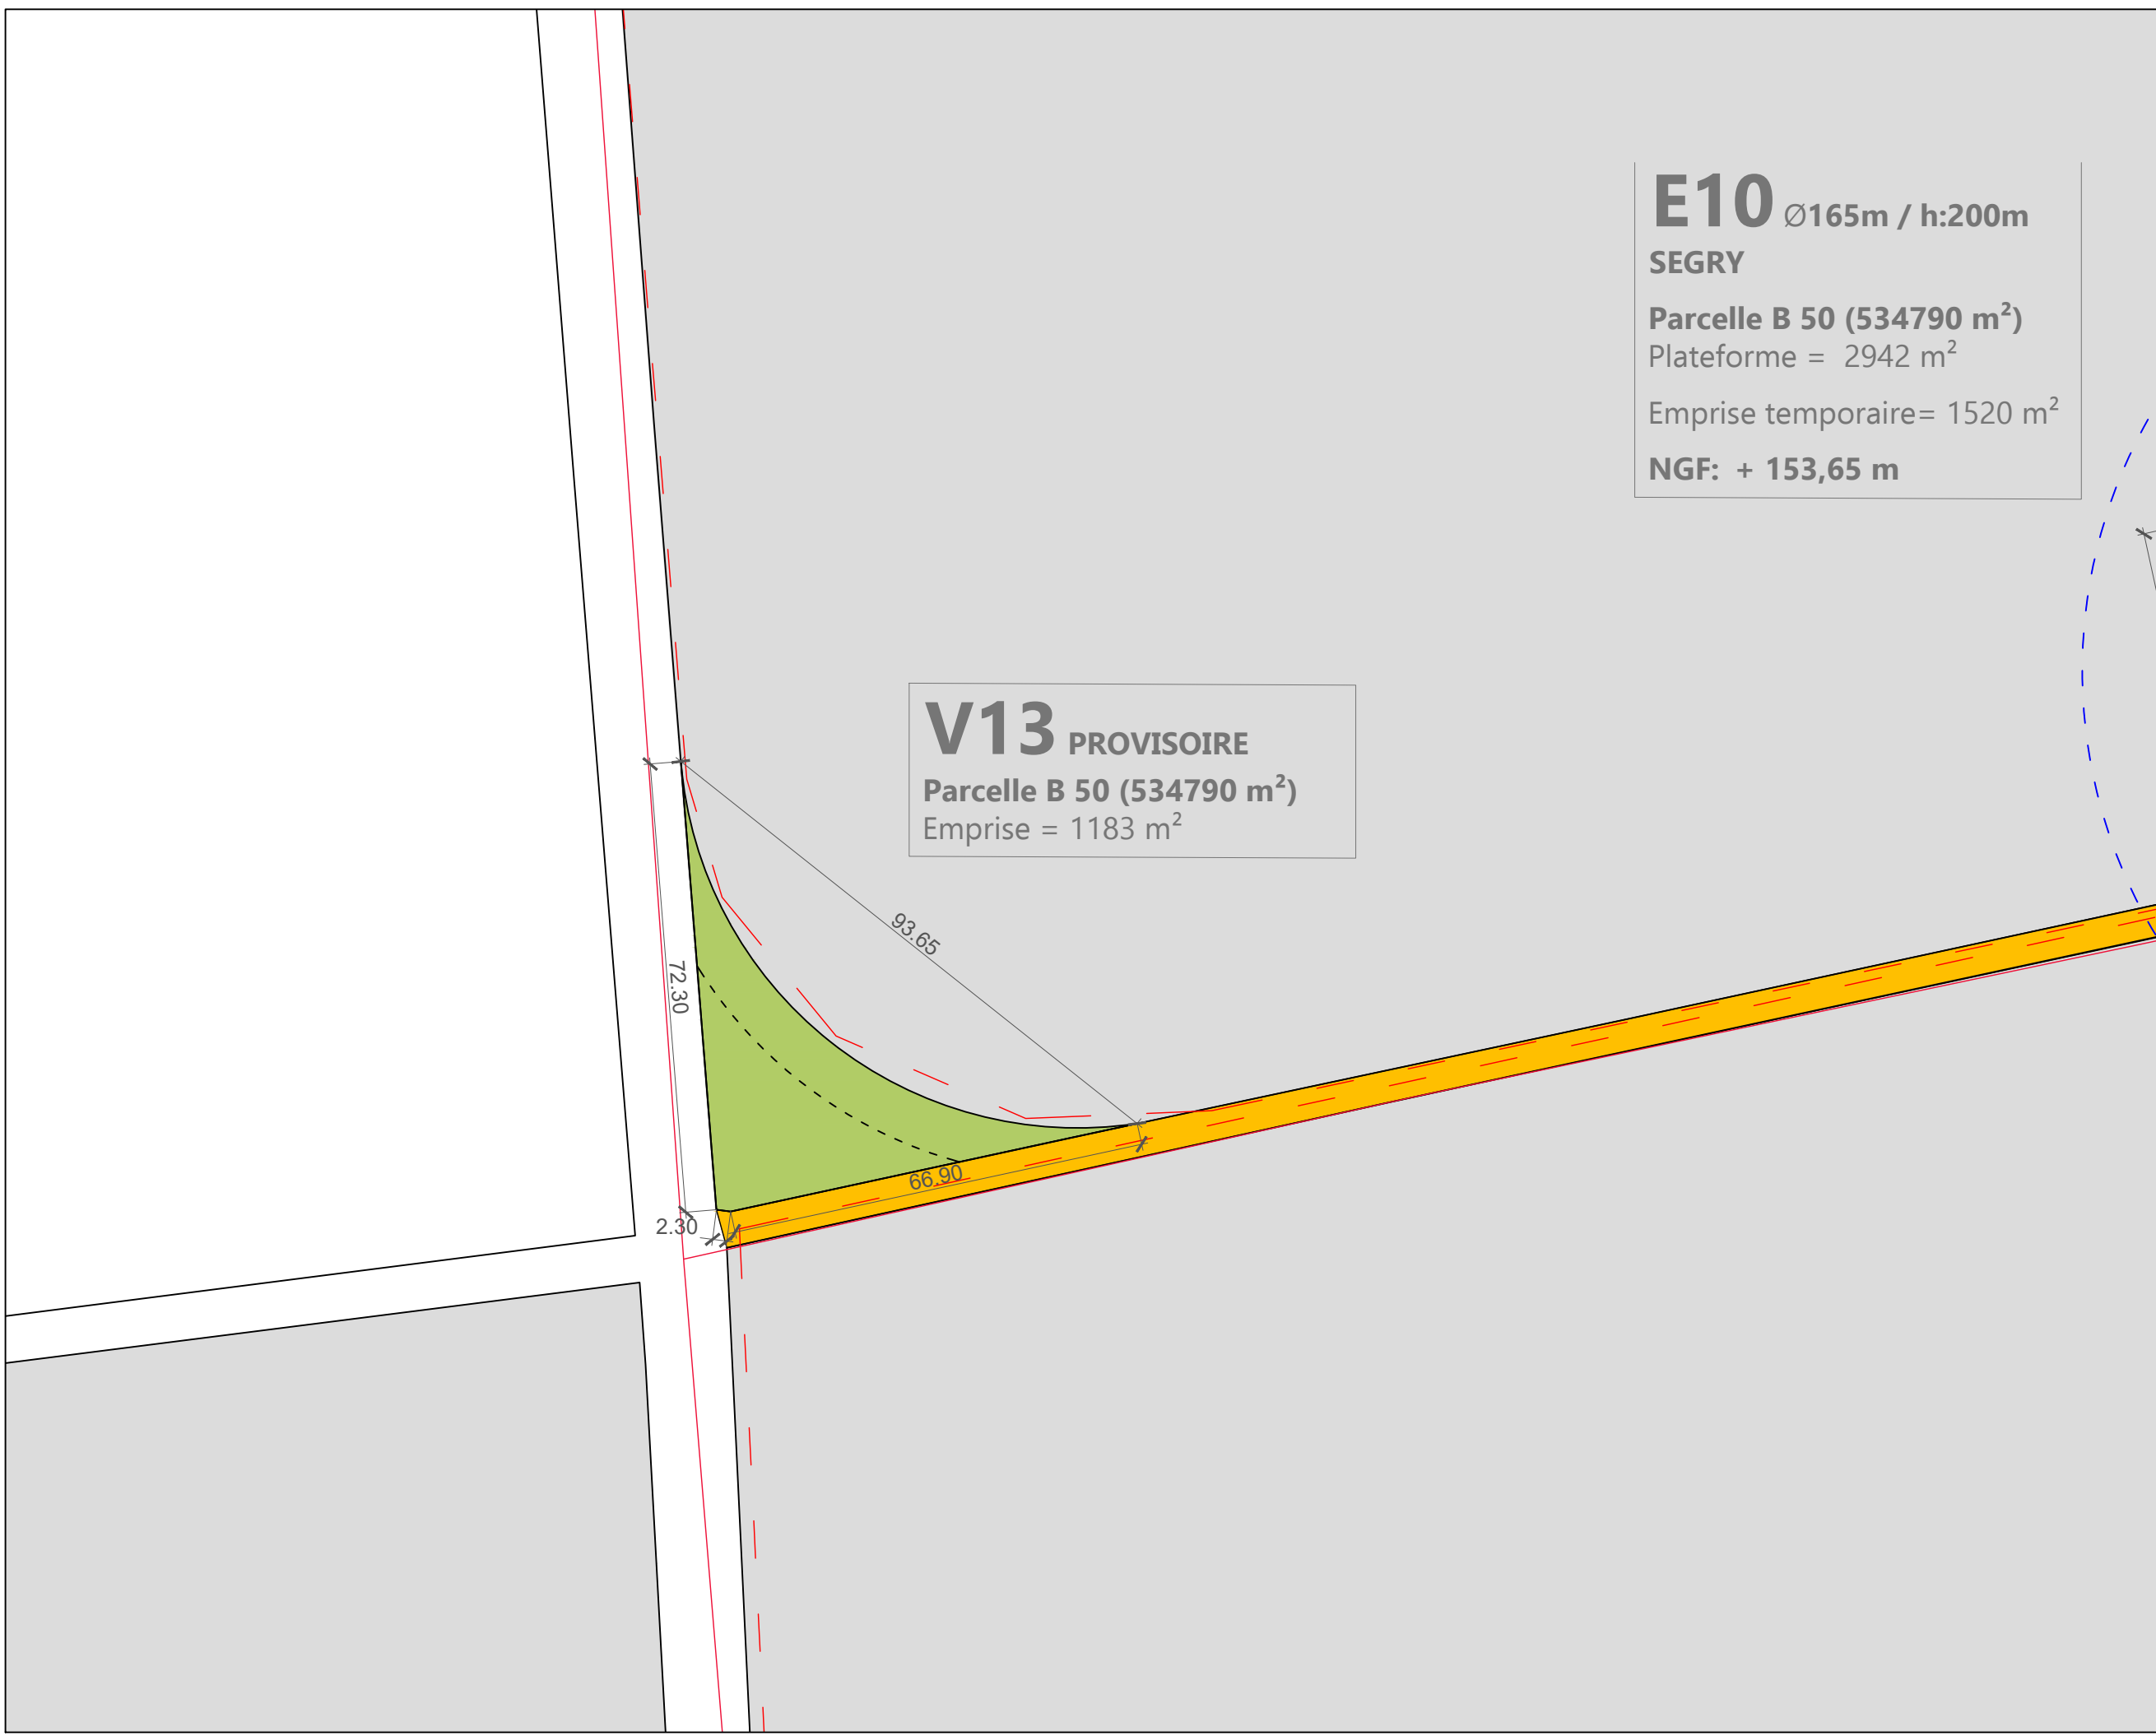 E10 Ø165m / h:200m
SEGRY
Parcelle B 50 (534790 m²)
Plateforme = 2942 m²
Emprise temporaire= 1520 m²
NGF: + 153,65 m
V13 PROVISOIRE
Parcelle B 50 (534790 m²)
Emprise = 1183 m²
93.65
72.30
66.90
2.30